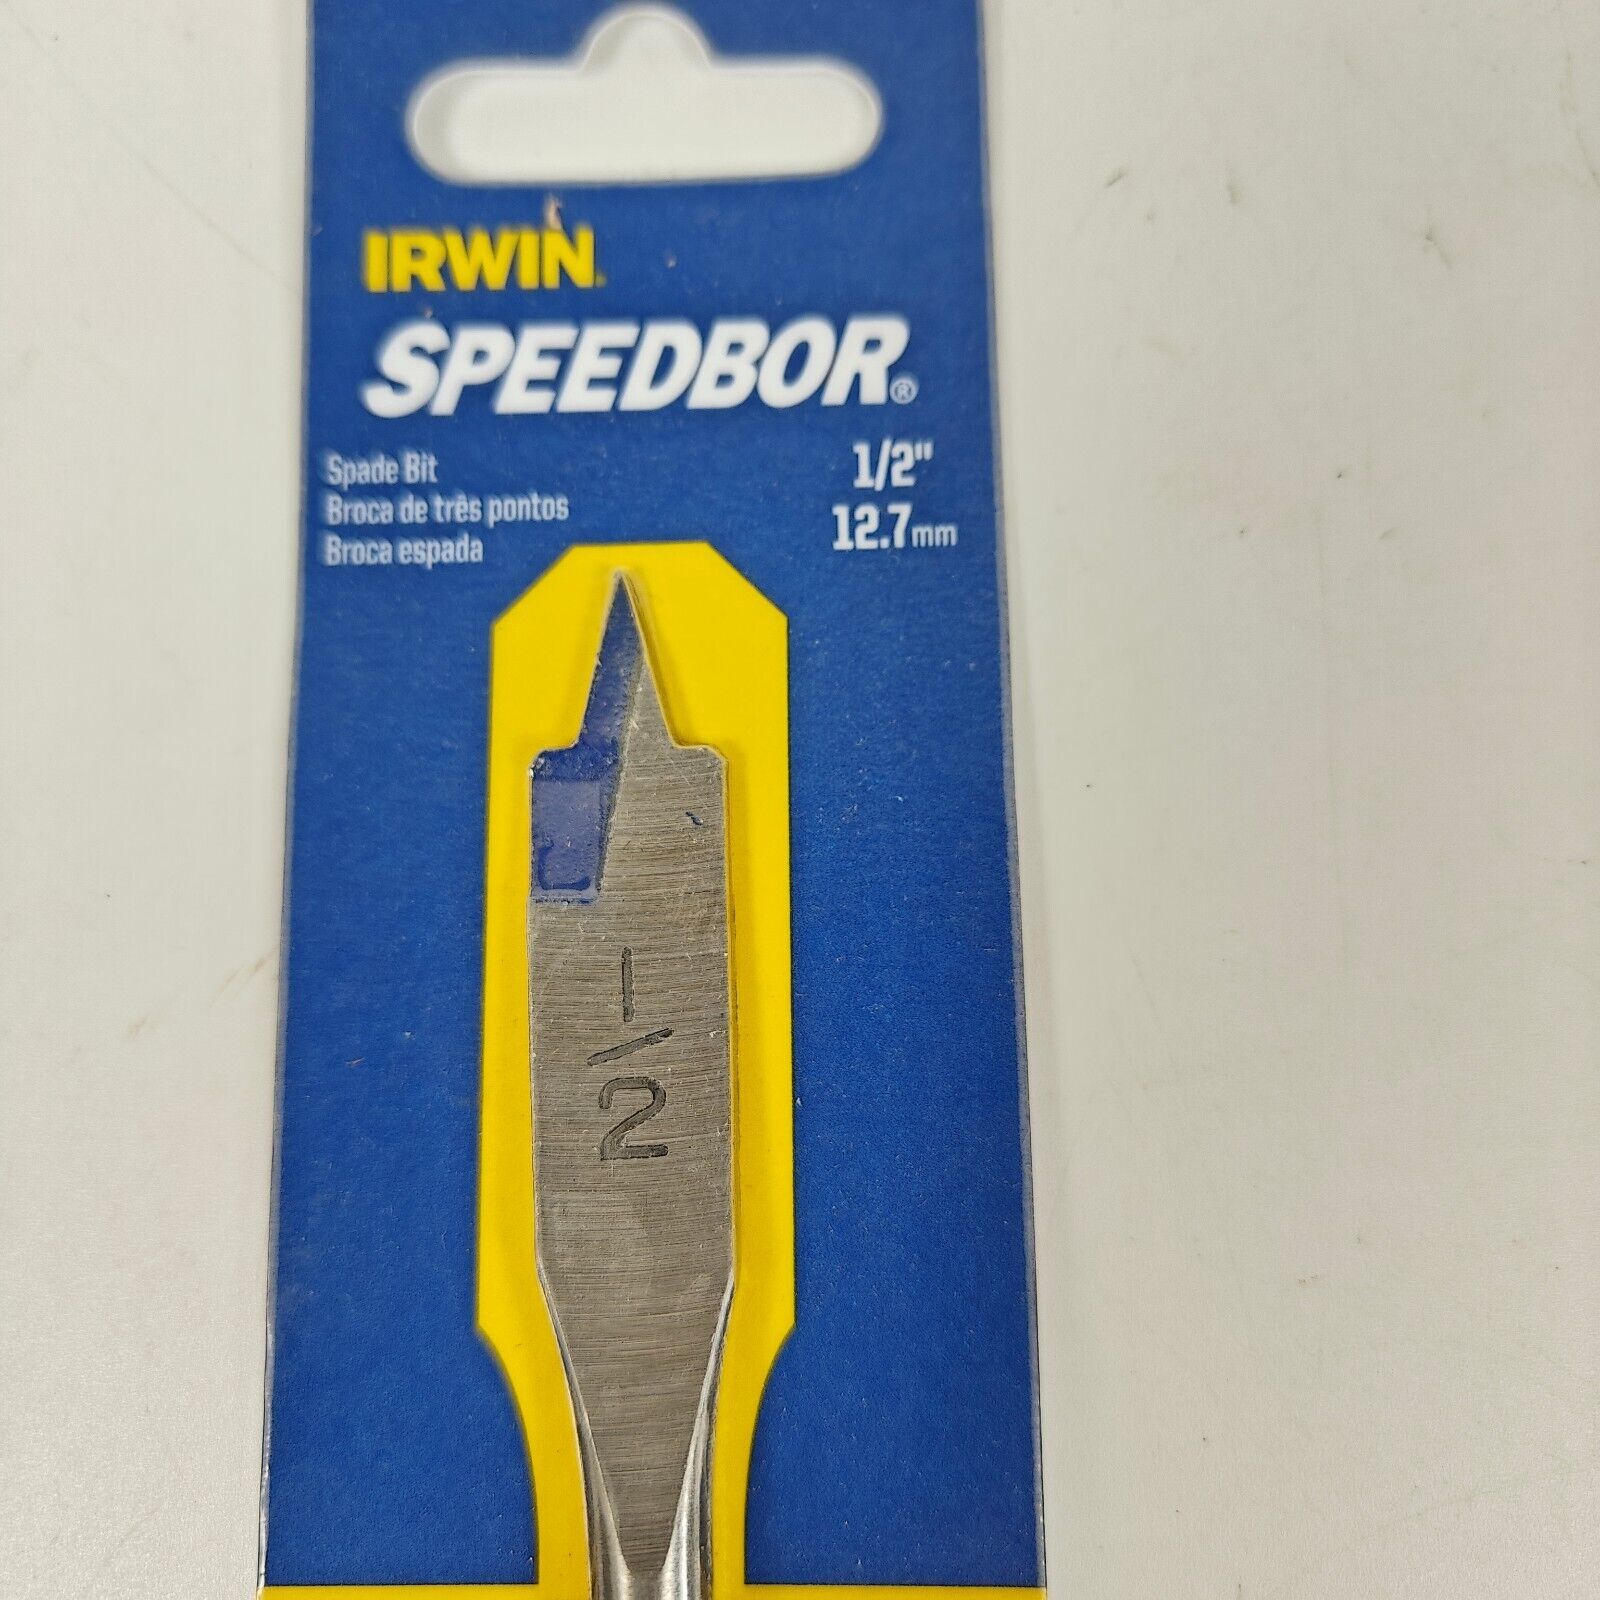 IRWIN
SPEEDBOR®
Spade Bit
Broca de três pontos
Broca espada
1/2"
12.7mm
1/2